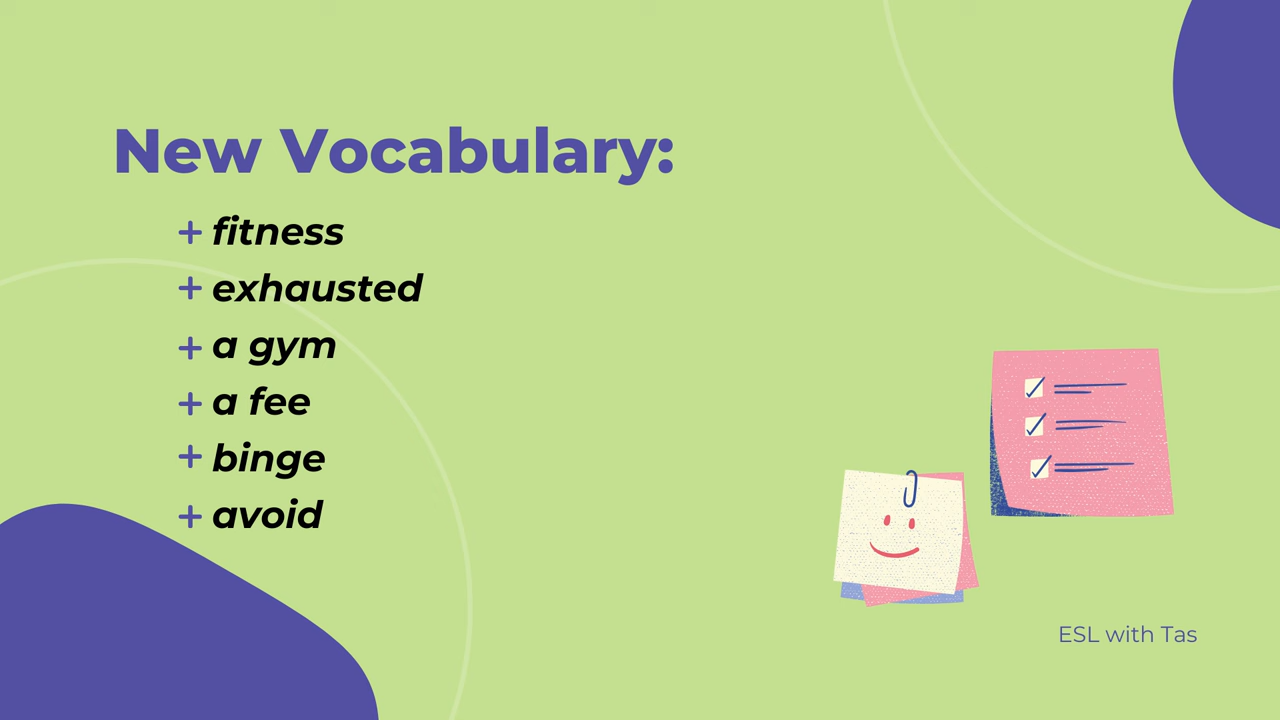 New Vocabulary:
+ fitness
+ exhausted
+ a gym
+ a fee
+ binge
+ avoid
ESL with Tas